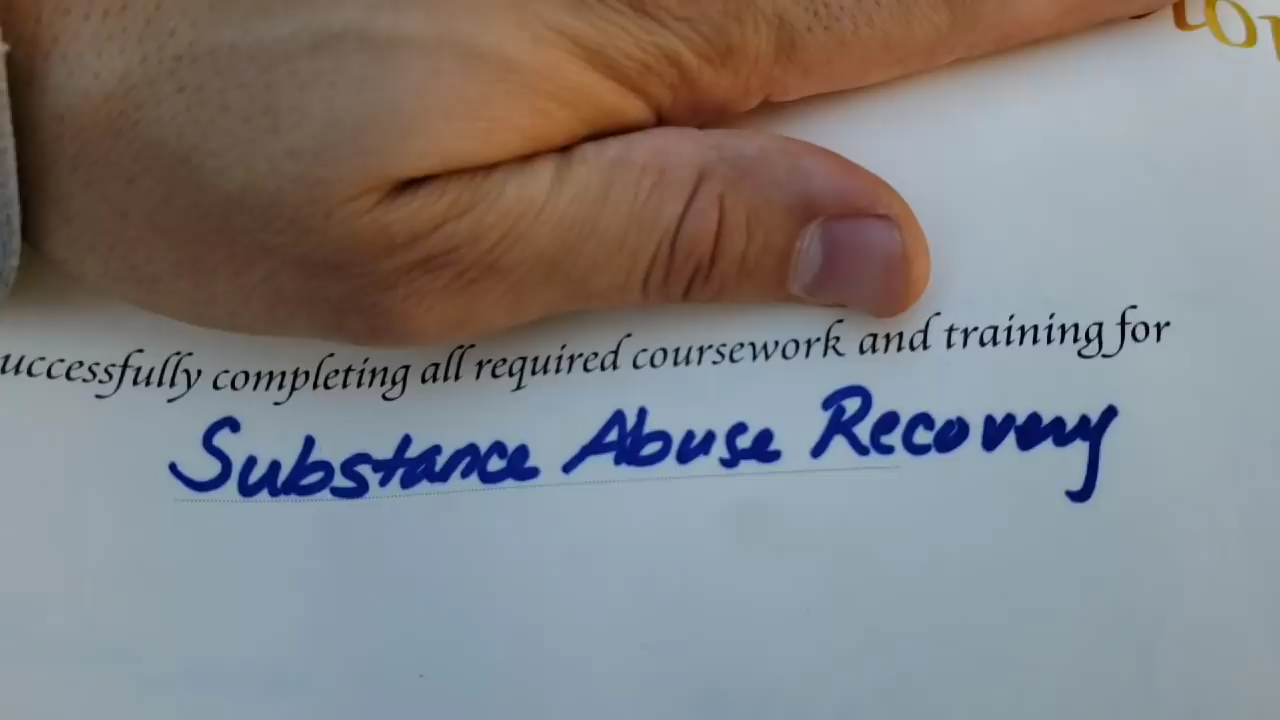 uccessfully completing all required coursework and training for
Substance Abuse Recovery